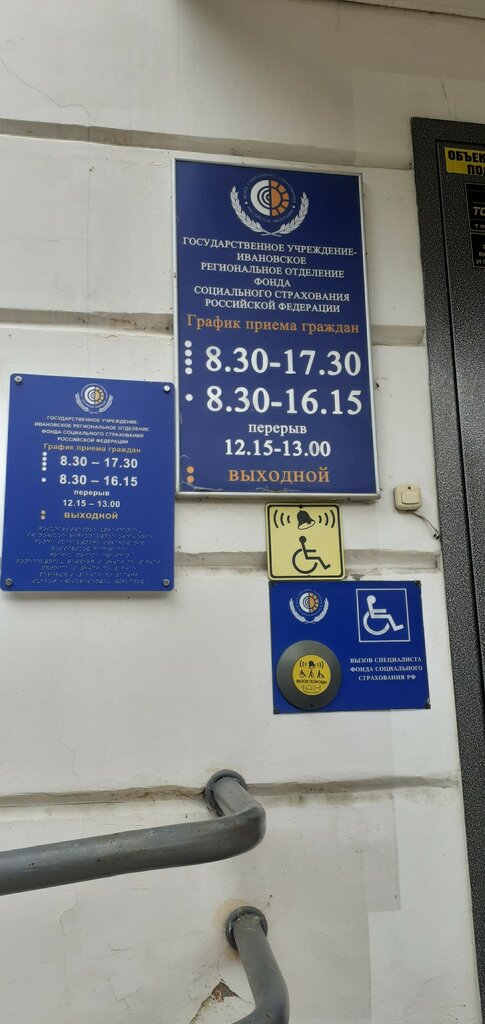 ГОСУДАРСТВЕННОЕ УЧРЕЖДЕНИЕ-
ИВАНОВСКОЕ
РЕГИОНАЛЬНОЕ ОТДЕЛЕНИЕ
ФОНДА
СОЦИАЛЬНОГО СТРАХОВАНИЯ
РОССИЙСКОЙ ФЕДЕРАЦИИ
График приема граждан
8.30-17.30
8.30-16.15
перерыв
12.15-13.00
ВЫХОДНОЙ
ГОСУДАРСТВЕННОЕ УЧРЕЖДЕНИЕ-
ИВАНОВСКОЕ РЕГИОНАЛЬНОЕ ОТДЕЛЕНИЕ
ФОНДА СОЦИАЛЬНОГО СТРАХОВАНИЯ
РОССИЙСКОЙ ФЕДЕРАЦИИ
График приема граждан
8.30 – 17.30
8.30 – 16.15
перерыв
12.15 – 13.00
ВЫХОДНОЙ
ВЫЗОВ СПЕЦИАЛИСТА
ФОНДА СОЦИАЛЬНОГО
СТРАХОВАНИЯ РФ
ВЫЗОВ ПОМОЩИ